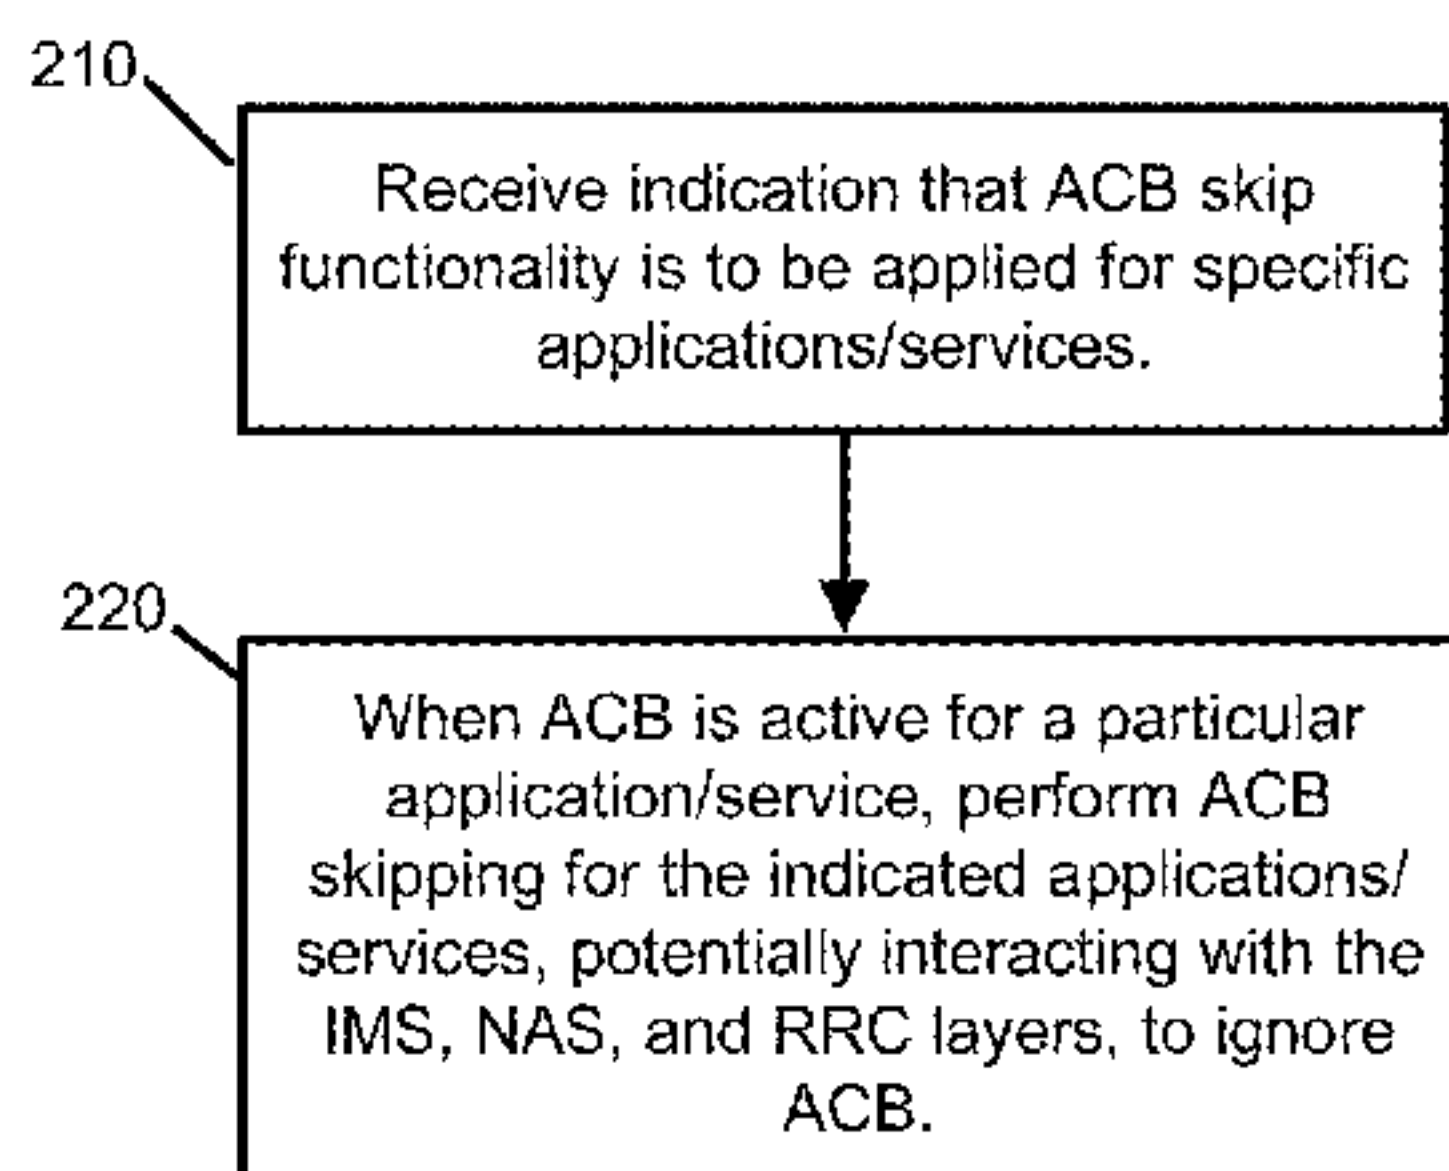 210
Receive indication that ACB skip
functionality is to be applied for specific
applications/services.
220
When ACB is active for a particular
application/service, perform ACB
skipping for the indicated applications/
services, potentially interacting with the
IMS, NAS, and RRC layers, to ignore
ACB.